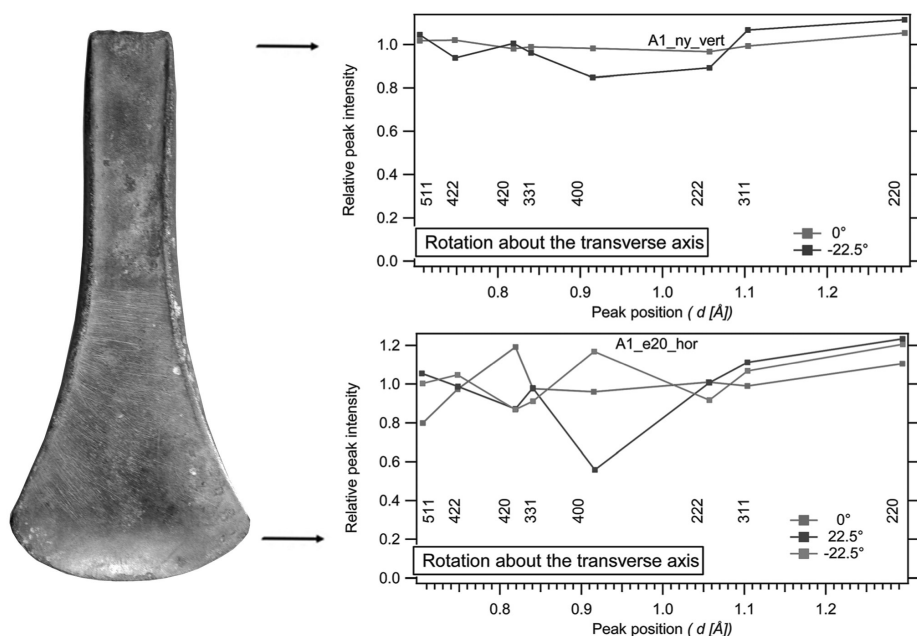 A1_ny_vert
Relative peak intensity
1.0
0.8
0.6
0.4
0.2
0.0
511 422 420 331 400 222 311 220
Rotation about the transverse axis
0°
-22.5°
0.8 0.9 1.0 1.1 1.2
Peak position ( d [Å])
A1_e20_hor
Relative peak intensity
1.2
1.0
0.8
0.6
0.4
0.2
0.0
511 422 420 331 400 222 311 220
Rotation about the transverse axis
0°
22.5°
-22.5°
0.8 0.9 1.0 1.1 1.2
Peak position ( d [Å])